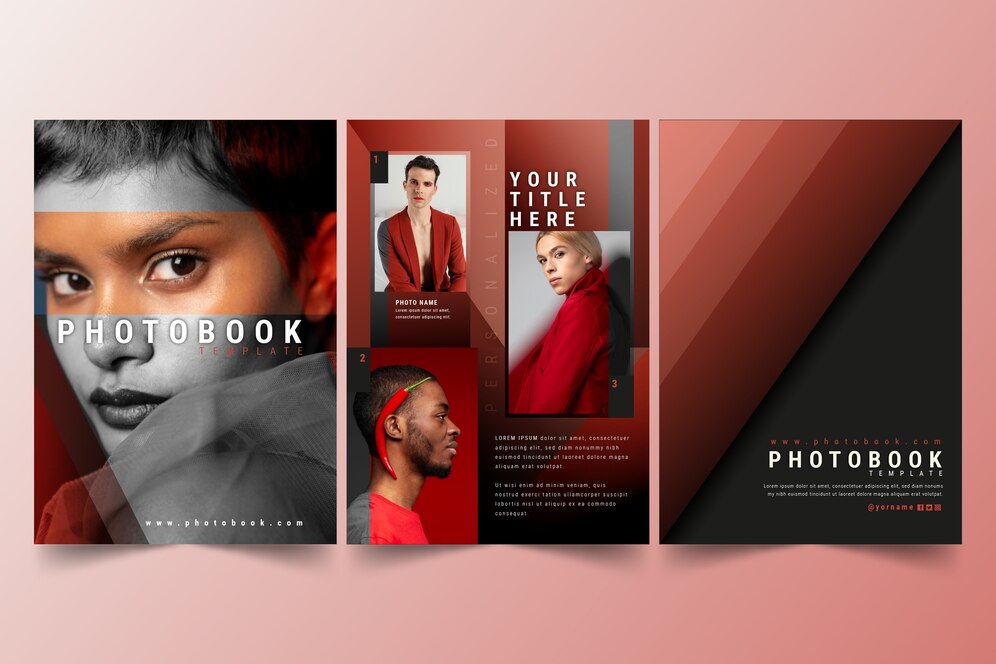 PHOTOBOOK
TEMPLATE
www.photobook.com
1
PHOTO NAME
Lorem ipsum dolor sit amet,
consectetuer adipiscing elit.
2
PERSONALIZED
YOUR
TITLE
HERE
3
LOREM IPSUM dolor sit amet, consectetuer
adipiscing elit, sed diam nonummy nibh
euismod tincidunt ut laoreet dolore magna
aliquam erat volutpat.
Ut wisi enim ad minim veniam, quis
nostrud exerci tation ullamcorper suscipit
lobortis nisl ut aliquip ex ea commodo
consequat.
www.photobook.com
PHOTOBOOK
TEMPLATE
Lorem ipsum dolor sit amet, adipiscing elit, sed diam nonummy
my nibh euismod tincidunt ut laoreet dolore magna aliquam erat volutpat.
@yorname